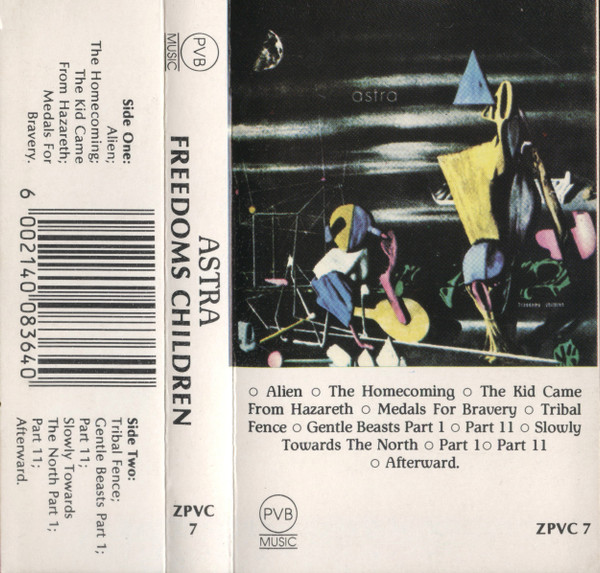 Side One:
Alien;
The Homecoming;
The Kid Came
From Hazareth;
Medals For
Bravery.
6 002140 083640
Side Two:
Tribal Fence;
Gentle Beasts Part 1;
Part 11;
Slowly Towards
The North Part 1;
Part 11;
Afterward.
PVB
MUSIC
ASTRA
FREEDOMS CHILDREN
ZPVC
7
astra
freedoms children
○ Alien ○ The Homecoming ○ The Kid Came
From Hazareth ○ Medals For Bravery ○ Tribal
Fence ○ Gentle Beasts Part 1 ○ Part 11 ○ Slowly
Towards The North ○ Part 1○ Part 11
○ Afterward.
PVB
MUSIC
ZPVC 7